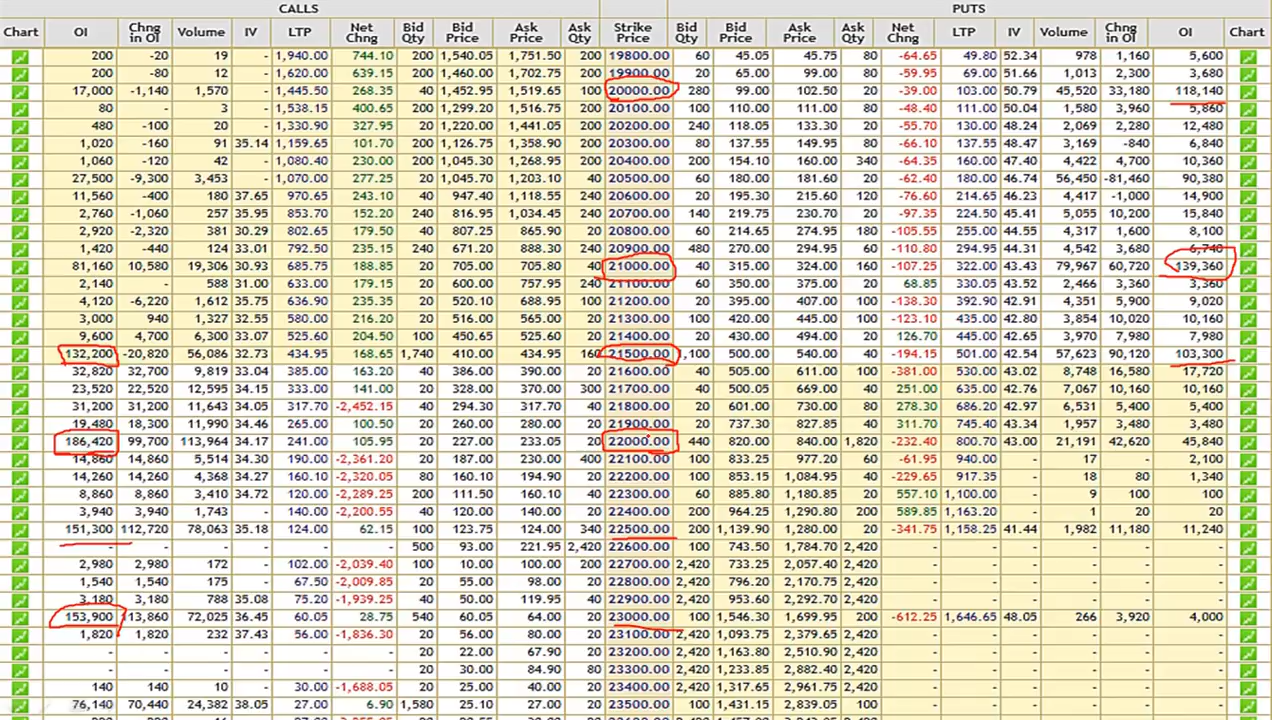 CALLS PUTS
Chart OI Chng in OI Volume IV LTP Net Chng Bid Qty Bid Price Ask Price Ask Qty Strike Price Bid Qty Bid Price Ask Price Ask Qty Net Chng LTP IV Volume Chng in OI OI Chart
200 -20 19 - 1,940.00 744.10 200 1,540.05 1,751.50 200 19800.00 60 45.05 45.75 80 -64.65 49.80 52.34 978 1,160 5,600
200 -80 12 - 1,620.00 639.15 200 1,460.00 1,702.75 200 19900.00 20 65.00 99.00 80 -59.95 69.00 51.66 1,013 2,300 3,680
17,000 -1,140 709 - 1,445.50 268.35 40 1,452.95 1,519.65 100 20000.00 280 99.00 102.50 20 -39.00 103.00 50.79 45,520 33,180 118,140
80 - 3 - 1,538.15 400.65 20 1,299.20 1,516.75 200 20100.00 100 110.00 111.00 80 -48.40 111.00 50.04 1,580 3,960 5,860
480 -100 20 - 1,330.90 327.95 20 1,220.00 1,441.05 200 20200.00 240 118.05 133.30 20 -55.70 130.00 48.24 2,069 2,280 12,480
1,020 -160 91 35.14 1,159.65 101.70 200 1,126.75 1,358.90 200 20300.00 80 137.55 149.95 80 -66.10 137.55 48.47 3,169 -840 6,840
1,060 -120 42 - 1,080.40 230.00 200 1,045.30 1,268.95 200 20400.00 200 154.10 160.00 340 -64.35 160.00 47.40 4,422 4,700 10,360
27,500 -9,300 3,453 - 1,070.00 277.25 20 1,045.70 1,203.10 40 20500.00 60 180.00 181.60 20 -62.40 180.00 46.74 56,450 -81,460 90,380
11,560 -240 180 37.65 970.65 243.10 40 947.40 1,118.55 240 20600.00 20 195.30 215.60 120 -76.60 214.65 46.23 4,417 -1,000 14,900
2,760 -1,060 257 35.95 853.70 152.20 240 816.95 1,034.45 240 20700.00 140 219.75 230.70 20 -97.35 224.50 45.41 5,055 10,200 15,840
2,920 -2,320 381 30.29 802.65 179.50 40 807.25 865.90 20 20800.00 60 214.65 274.95 180 -105.55 255.00 44.55 4,317 1,600 8,100
1,420 -440 124 33.01 792.50 235.15 240 671.20 888.30 240 20900.00 480 270.00 294.95 60 -110.80 294.95 44.31 4,542 3,680 6,740
81,160 10,580 19,306 30.93 685.75 188.85 20 705.00 705.80 40 21000.00 40 315.00 324.00 160 -107.25 322.00 43.43 79,967 60,720 139,360
2,140 - 588 31.00 633.00 179.15 20 600.00 757.95 240 21100.00 20 350.00 375.00 20 68.85 330.05 43.52 2,466 3,360 3,360
4,120 -6,220 1,612 35.75 636.90 235.35 20 520.10 688.95 100 21200.00 20 395.00 407.00 100 -138.30 392.90 42.91 4,351 5,900 9,020
3,000 940 1,327 32.55 580.00 216.20 20 516.00 565.00 20 21300.00 100 420.00 445.00 100 -123.10 435.00 42.80 3,854 10,020 10,160
9,600 4,700 6,300 33.07 525.60 204.50 100 450.65 525.60 20 21400.00 100 445.00 490.00 20 126.70 445.00 42.65 3,970 7,980 7,980
132,200 -20,820 56,086 32.73 434.95 168.65 1,740 410.00 434.95 160 21500.00 ,100 500.00 540.00 40 -194.15 501.00 42.54 57,623 90,120 103,300
32,820 32,700 9,819 33.04 385.00 163.20 40 386.00 390.00 20 21600.00 40 505.00 611.00 100 -381.00 530.00 43.02 8,748 16,580 17,720
23,520 22,520 12,595 34.15 333.00 141.00 20 328.00 370.00 300 21700.00 40 500.00 669.00 40 251.00 635.00 42.76 7,067 10,160 10,160
31,200 31,200 11,643 34.05 317.70 -2,452.15 40 294.30 317.70 40 21800.00 20 601.00 730.00 80 278.30 686.20 42.97 6,531 5,400 5,400
19,480 18,300 11,990 34.46 265.00 100.50 20 260.00 280.00 20 21900.00 20 737.30 827.85 40 311.70 745.40 43.34 1,957 3,480 3,480
186,420 99,700 113,964 34.17 241.00 105.95 20 227.00 233.05 20 22000.00 440 820.00 840.00 1,820 -232.40 800.70 43.00 21,191 42,620 45,840
14,860 14,860 5,514 34.30 190.00 -2,361.20 20 187.00 230.00 400 22100.00 100 833.25 977.20 60 -61.95 940.00 - 17 - 2,100
14,260 14,260 4,368 34.27 160.10 -2,320.05 80 160.10 194.90 20 22200.00 100 853.15 1,084.95 40 -229.65 917.35 - 18 80 1,340
8,860 8,860 3,410 34.72 120.00 -2,289.25 200 111.50 160.10 40 22300.00 60 885.80 1,180.85 20 557.10 1,100.00 - 9 100 100
3,940 3,940 1,743 - 140.00 -2,200.55 20 120.00 140.00 20 22400.00 200 964.25 1,290.80 200 589.85 1,163.20 - 1 20 20
151,300 112,720 78,063 35.18 124.00 62.15 100 123.75 124.00 340 22500.00 200 1,139.90 1,280.00 20 -341.75 1,158.25 41.44 1,982 11,180 11,240
- - - - - - 500 93.00 221.95 2,420 22600.00 100 743.50 1,784.70 2,420 - - - - - -
2,980 2,980 172 - 102.00 -2,039.40 100 10.00 100.00 200 22700.00 2,420 733.25 2,057.40 2,420 - - - - - -
1,540 1,540 175 - 67.50 -2,009.85 20 55.00 98.00 20 22800.00 2,420 796.20 2,170.75 2,420 - - - - - -
3,180 3,180 788 35.08 75.20 -1,939.25 40 50.00 119.95 40 22900.00 20 953.60 2,292.70 2,420 - - - - - -
153,900 13,860 72,025 36.45 60.05 28.75 540 60.05 64.00 20 23000.00 100 1,546.30 1,699.95 200 -612.25 1,646.65 48.05 266 3,920 4,000
1,820 1,820 232 37.43 56.00 -1,836.30 20 56.00 80.00 20 23100.00 2,420 1,093.75 2,379.65 2,420 - - - - - -
- - - - - - 20 22.00 67.90 20 23200.00 2,420 1,163.80 2,510.90 2,420 - - - - - -
- - - - - - 20 30.00 84.90 80 23300.00 2,420 1,233.85 2,882.40 2,420 - - - - - -
140 140 10 - 30.00 -1,688.05 20 25.00 40.00 20 23400.00 2,420 1,317.65 2,961.75 2,420 - - - - - -
76,140 70,440 24,382 38.05 27.00 6.90 1,580 25.10 27.00 20 23500.00 100 1,431.15 2,839.05 100 - - - - - -